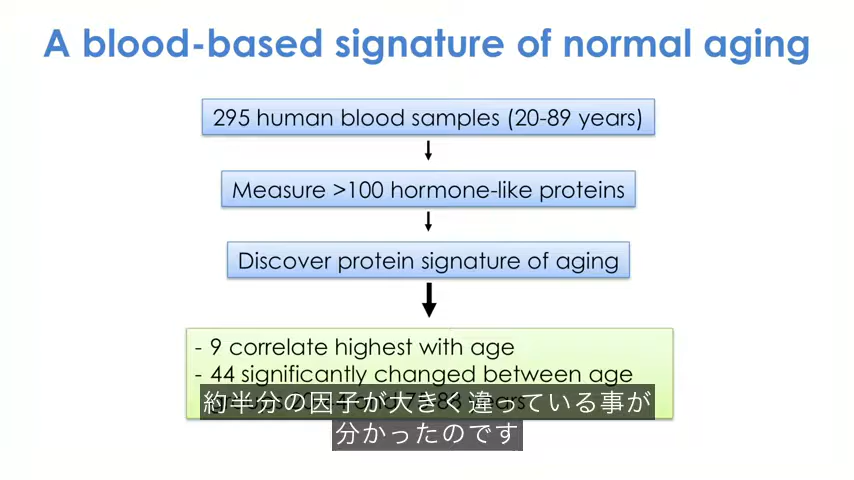 A blood-based signature of normal aging
295 human blood samples (20-89 years)
Measure >100 hormone-like proteins
Discover protein signature of aging
- 9 correlate highest with age
- 44 significantly changed between age
約半分の因子が大きく違っている事が
分かったのです